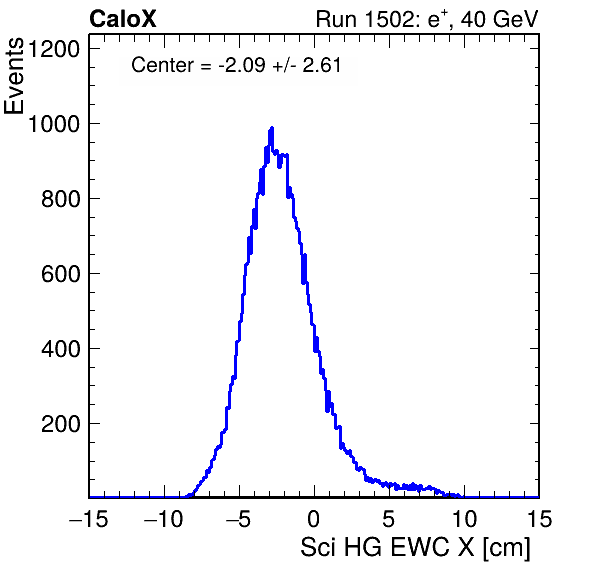 CaloX Run 1502: e⁺, 40 GeV
Events
Center = -2.09 +/- 2.61
1200
1000
800
600
400
200
−15 −10 −5 0 5 10 15
Sci HG EWC X [cm]